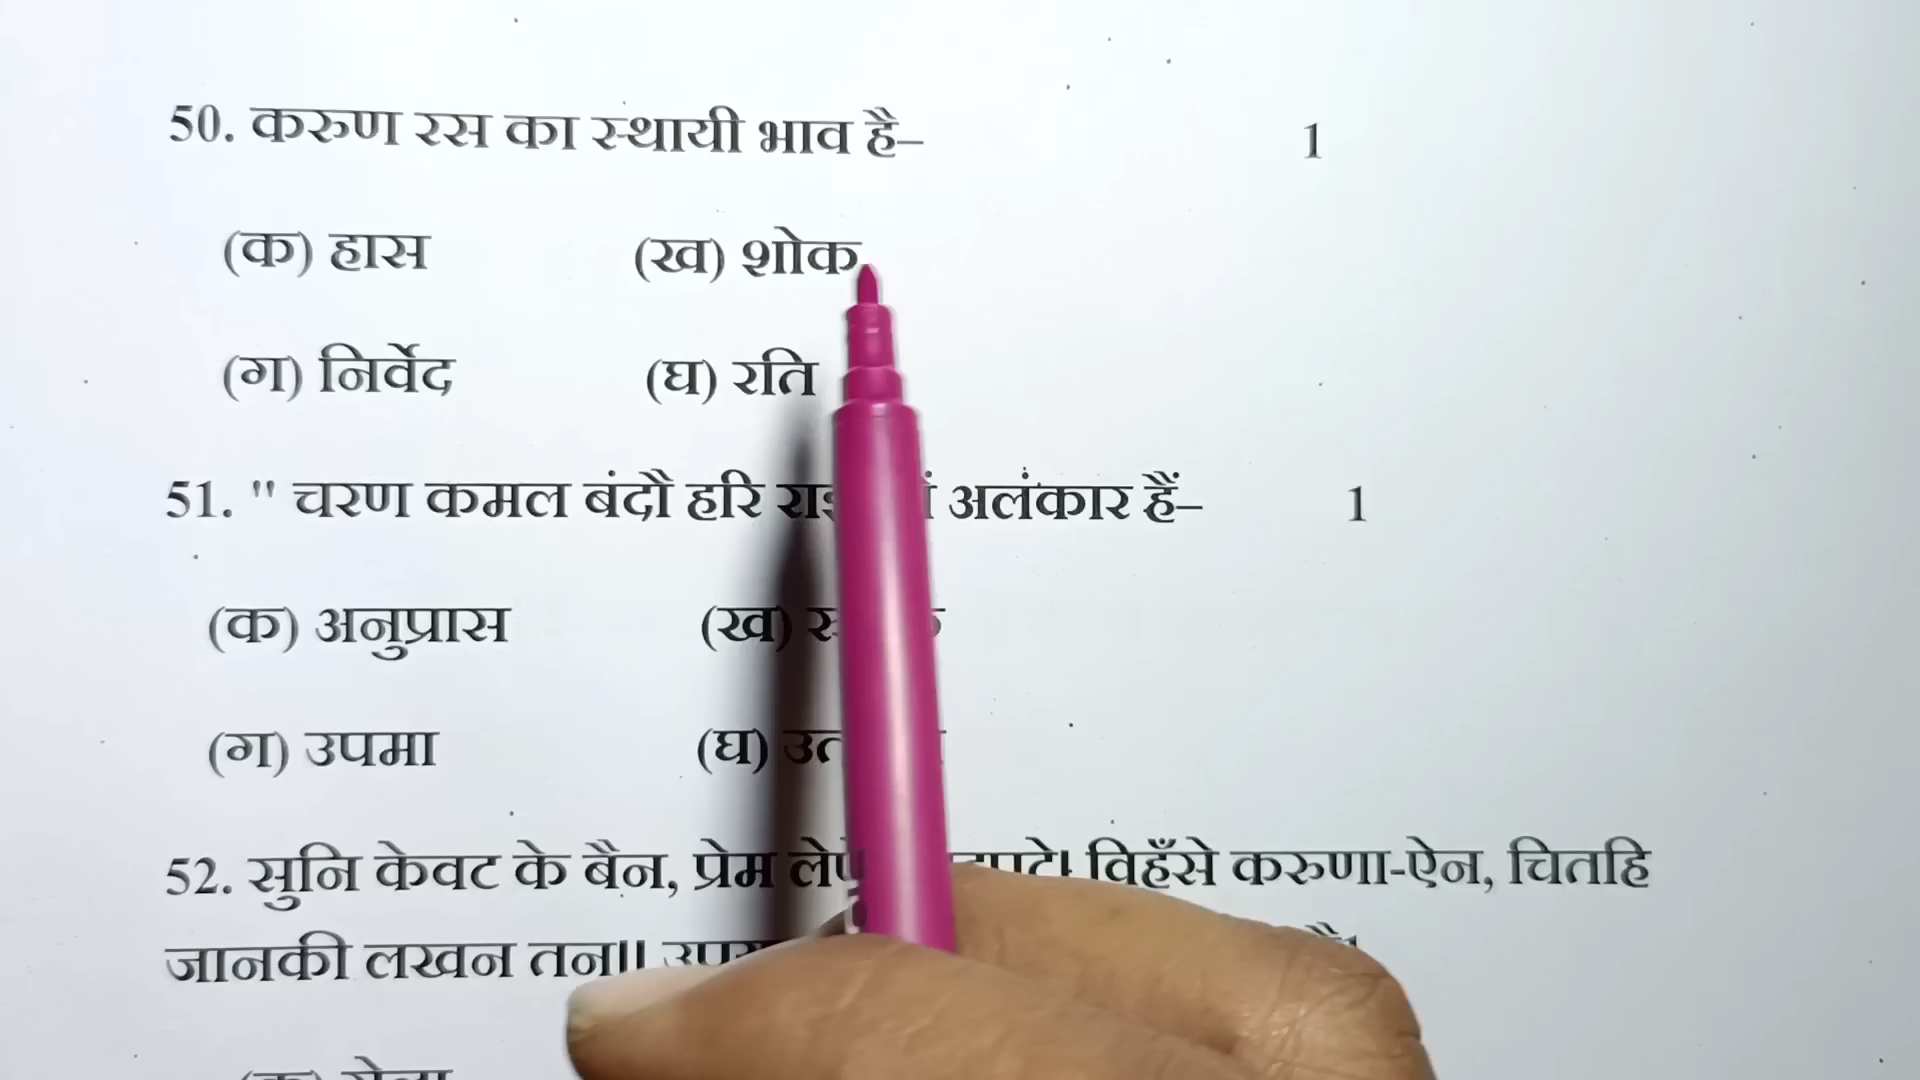 50. करुण रस का स्थायी भाव है– 1
(क) हास (ख) शोक
(ग) निर्वेद (घ) रति
51. " चरण कमल बंदौ हरि अलंकार हैं– 1
(क) अनुप्रास (ख)
(ग) उपमा (घ)
52. सुनि केवट के बैन, प्रेम विहँसे करुणा-ऐन, चितहि
जानकी लखन तन॥